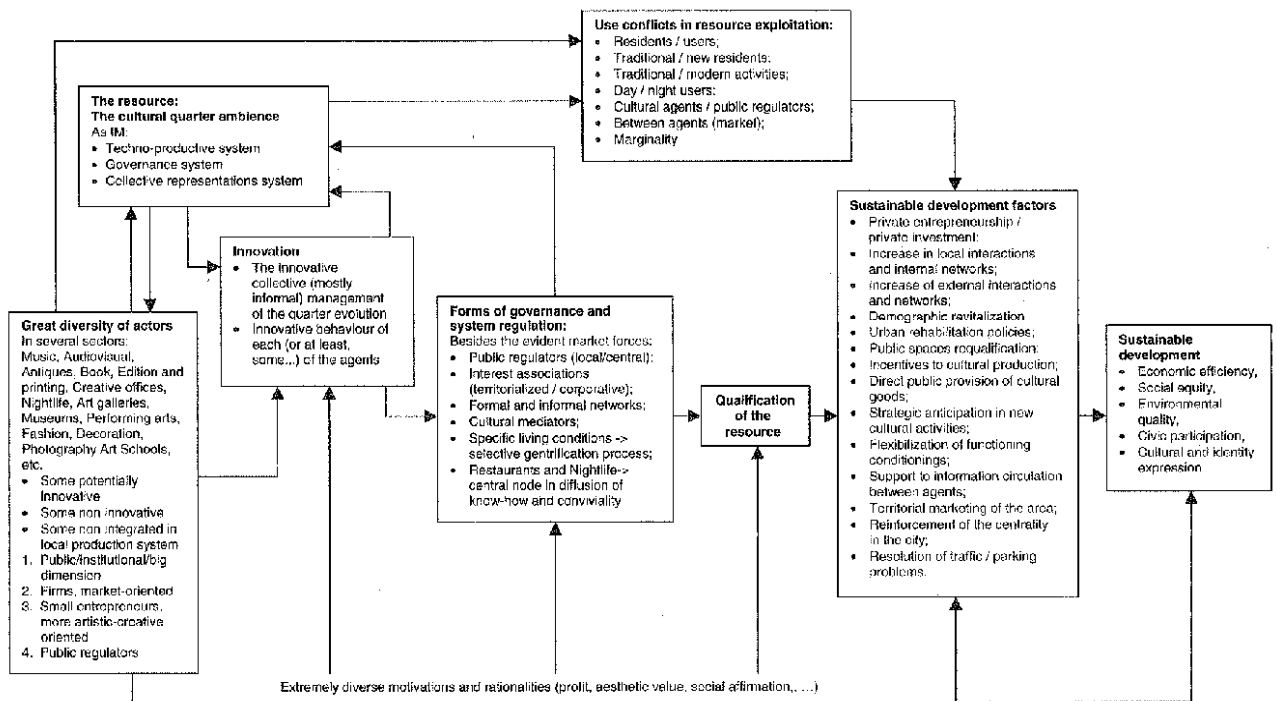 Use conflicts in resource exploitation:
• Residents / users;
• Traditional / new residents;
• Traditional / modern activities;
• Day / night users;
• Cultural agents / public regulators;
• Between agents (market);
• Marginality
The resource:
The cultural quarter ambience
As IM:
• Techno-productive system
• Governance system
• Collective representations system
Innovation
• The innovative
collective (mostly
informal) management
of the quarter evolution
• Innovative behaviour of
each (or at least,
some...) of the agents
Great diversity of actors
In several sectors:
Music, Audiovisual,
Antiques, Book, Edition and
printing, Creative offices,
Nightlife, Art galleries,
Museums, Performing arts,
Fashion, Decoration,
Photography Art Schools,
etc.
• Some potentially
innovative
• Some non innovative
• Some non integrated in
local production system
1. Public/institutional/big
dimension
2. Firms, market-oriented
3. Small entrepreneurs,
more artistic-creative
oriented
4. Public regulators
Forms of governance and
system regulation:
Besides the evident market forces:
• Public regulators (local/central);
• Interest associations
(territorialized / corporative);
• Formal and informal networks;
• Cultural mediators;
• Specific living conditions ->
selective gentrification process;
• Restaurants and Nightlife->
central node in diffusion of
know-how and conviviality
Qualification
of the
resource
Sustainable development factors
• Private entrepreneurship /
private investment;
• Increase in local interactions
and internal networks;
• Increase of external interactions
and networks;
• Demographic revitalization
• Urban rehabilitation policies;
• Public spaces requalification;
• Incentives to cultural production;
• Direct public provision of cultural
goods;
• Strategic anticipation in new
cultural activities;
• Flexibilization of functioning
conditionings;
• Support to information circulation
between agents;
• Territorial marketing of the area;
• Reinforcement of the centrality
in the city;
• Resolution of traffic / parking
problems.
Sustainable
development
• Economic efficiency,
• Social equity,
• Environmental
quality,
• Civic participation,
• Cultural and identity
expression
Extremely diverse motivations and rationalities (profit, aesthetic value, social affirmation,, ...)